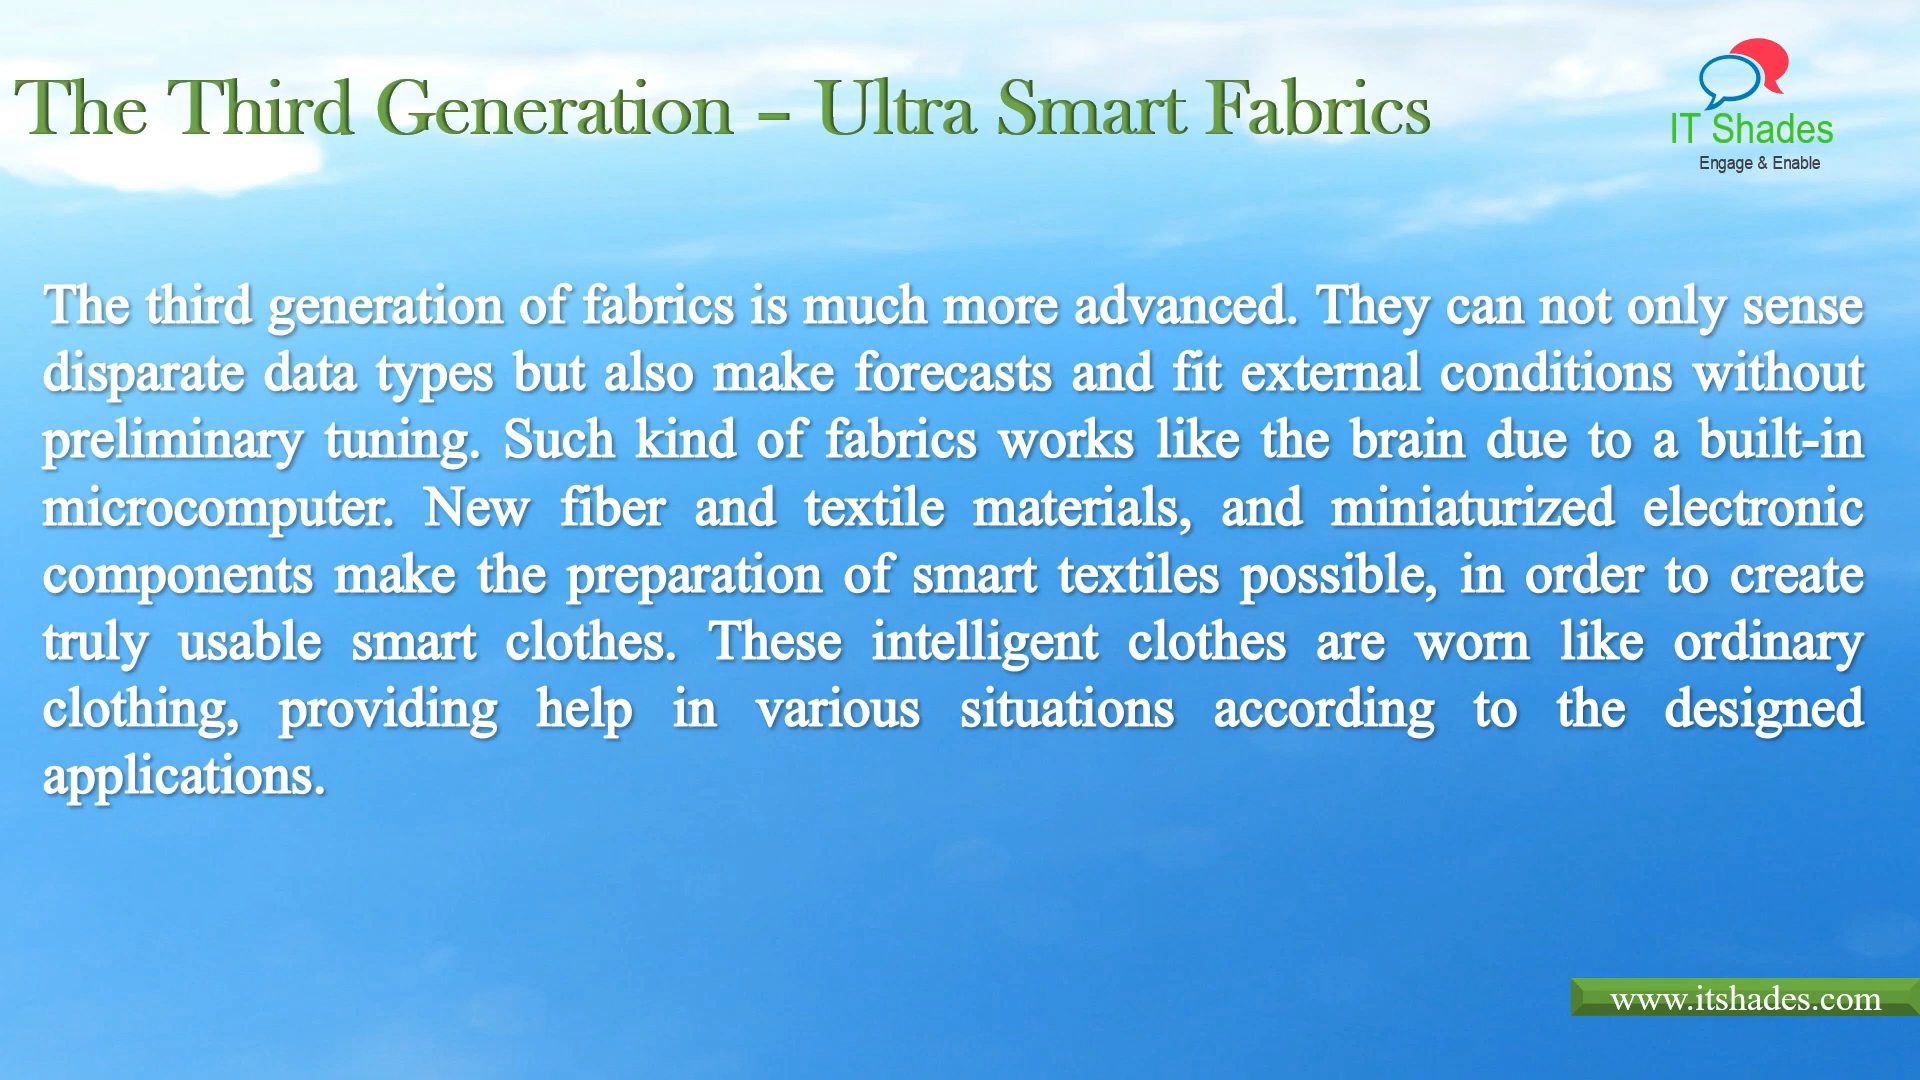 The Third Generation – Ultra Smart Fabrics
IT Shades
Engage & Enable
The third generation of fabrics is much more advanced. They can not only sense
disparate data types but also make forecasts and fit external conditions without
preliminary tuning. Such kind of fabrics works like the brain due to a built-in
microcomputer. New fiber and textile materials, and miniaturized electronic
components make the preparation of smart textiles possible, in order to create
truly usable smart clothes. These intelligent clothes are worn like ordinary
clothing, providing help in various situations according to the designed
applications.
www.itshades.com